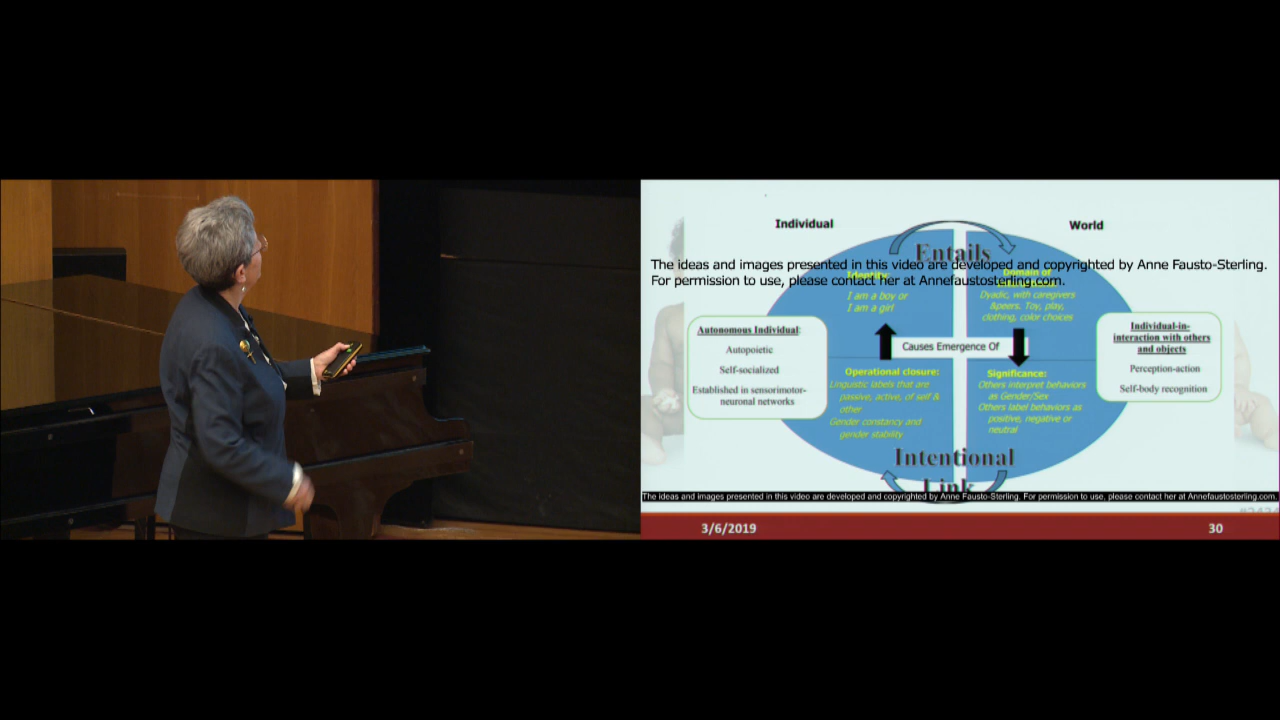 Individual
World
Entails
The ideas and images presented in this video are developed and copyrighted by Anne Fausto-Sterling.
For permission to use, please contact her at Annefaustosterling.com.
Identity:
I am a boy or
I am a girl
Domain of
Dyadic, with caregivers
&peers. Toy, play,
clothing, color choices
Autonomous Individual:
Autopoietic
Self-socialized
Established in sensorimotor-
neuronal networks
Causes Emergence Of
Individual-in-
interaction with others
and objects
Perception-action
Self-body recognition
Operational closure:
Linguistic labels that are
passive, active, of self &
other
Gender constancy and
gender stability
Significance:
Others interpret behaviors
as Gender/Sex
Others label behaviors as
positive, negative or
neutral
Intentional
Link
The ideas and images presented in this video are developed and copyrighted by Anne Fausto-Sterling. For permission to use, please contact her at Annefaustosterling.com.
3/6/2019
30